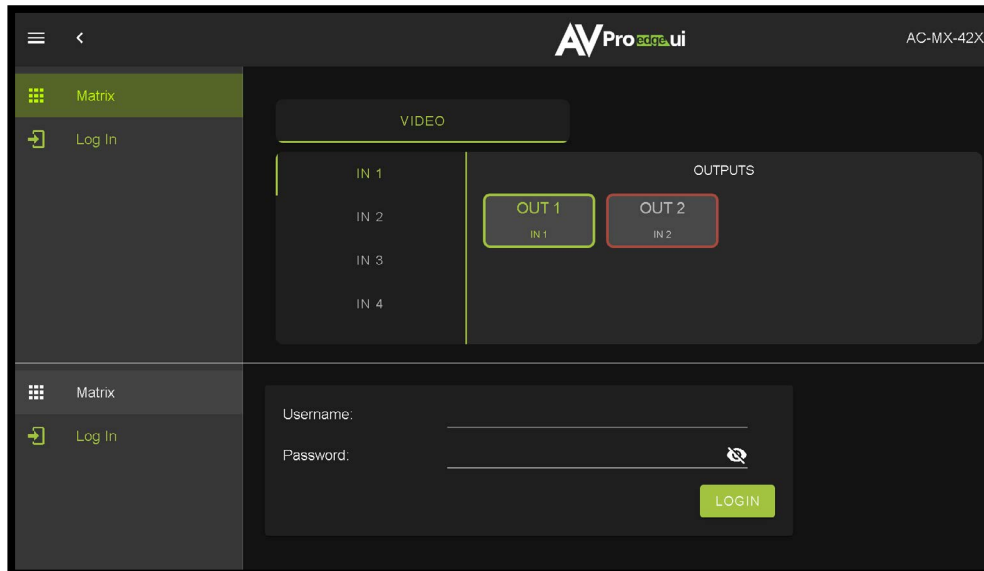 AVPro edge.ui
AC-MX-42X
Matrix
Log In
VIDEO
IN 1
IN 2
IN 3
IN 4
OUTPUTS
OUT 1
IN 1
OUT 2
IN 2
Matrix
Log In
Username:
Password:
LOGIN